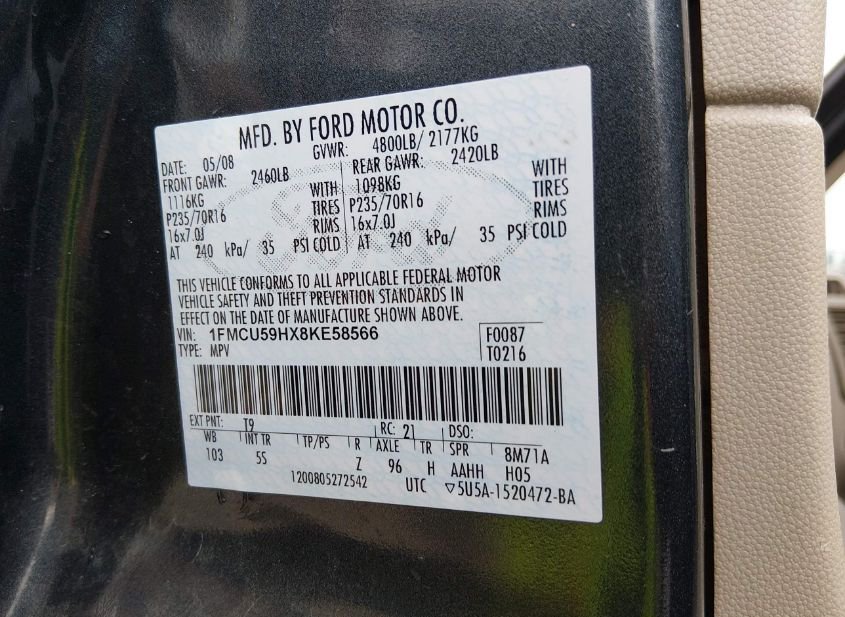 MFD. BY FORD MOTOR CO.
DATE: 05/08 GVWR: 4800LB/ 2177KG
FRONT GAWR: 2460LB REAR GAWR: 2420LB
1116KG WITH 1098KG WITH
P235/70R16 TIRES P235/70R16 TIRES
16x7.0J RIMS 16x7.0J RIMS
AT 240 kPa/ 35 PSI COLD AT 240 kPa/ 35 PSI COLD
THIS VEHICLE CONFORMS TO ALL APPLICABLE FEDERAL MOTOR
VEHICLE SAFETY AND THEFT PREVENTION STANDARDS IN
EFFECT ON THE DATE OF MANUFACTURE SHOWN ABOVE.
VIN: 1FMCU59HX8KE58566 F0087
TYPE: MPV T0216
EXT PNT: T9 RC: 21 DSO:
WB INT TR TP/PS R AXLE TR SPR 8M71A
103 55 Z 96 H AAHH H05
1200805272542 UTC ▽5U5A-1520472-BA
Ford